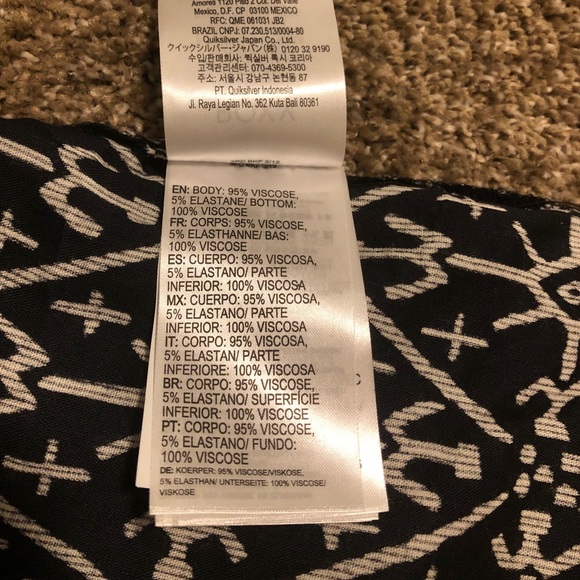 Amores 1120 Piso 2 Col. Del Valle
Mexico, D.F. CP 03100 MEXICO
RFC: QME 061031 JB2
BRAZIL CNPJ: 07.230.513/0004-80
Quiksilver Japan Co., Ltd.
クイックシルバー・ジャパン(株) 0120 32 9190
수입/판매회사: 퀵실버 록시 코리아
고객관리센터: 070-4369-5300
주소: 서울시 강남구 논현동 87
PT. Quiksilver Indonesia
Jl. Raya Legian No. 362 Kuta Bali 80361
EN: BODY: 95% VISCOSE,
5% ELASTANE/ BOTTOM:
100% VISCOSE
FR: CORPS: 95% VISCOSE,
5% ELASTHANNE/ BAS:
100% VISCOSE
ES: CUERPO: 95% VISCOSA,
5% ELASTANO/ PARTE
INFERIOR: 100% VISCOSA
MX: CUERPO: 95% VISCOSA,
5% ELASTANO/ PARTE
INFERIOR: 100% VISCOSA
IT: CORPO: 95% VISCOSA,
5% ELASTAN/ PARTE
INFERIORE: 100% VISCOSA
BR: CORPO: 95% VISCOSE,
5% ELASTANO/ SUPERFÍCIE
INFERIOR: 100% VISCOSE
PT: CORPO: 95% VISCOSE,
5% ELASTANO/ FUNDO:
100% VISCOSE
DE: KOERPER: 95% VISCOSE/VISKOSE,
5% ELASTHAN/ UNTERSEITE: 100% VISCOSE/
VISKOSE